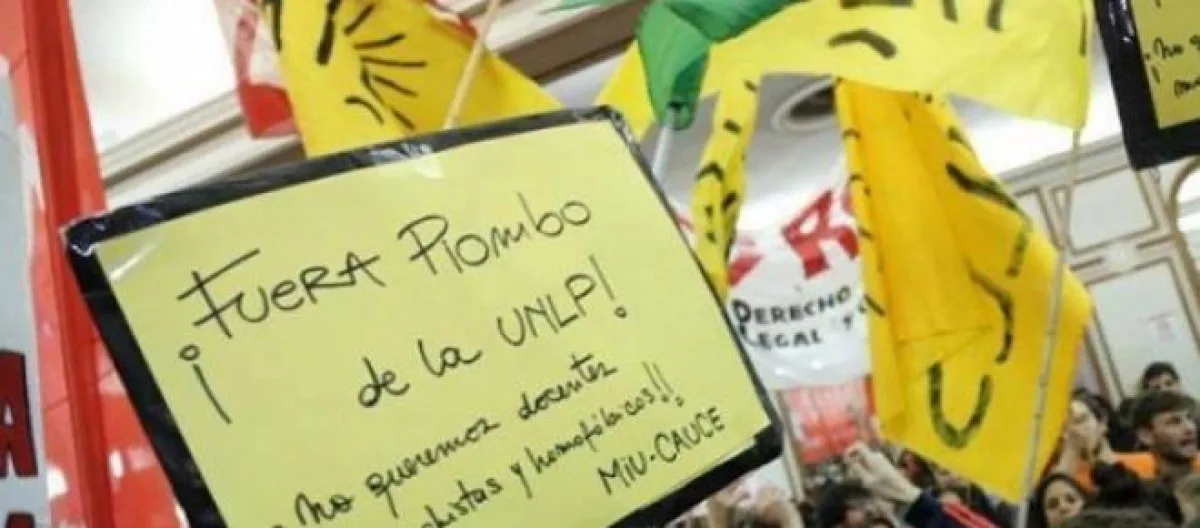 ¡FUERA PIOMBO
de la UNLP!
no queremos docentes
y homofóbicos!!
MIU-CAUCE
DERECHO
LEGAL Y